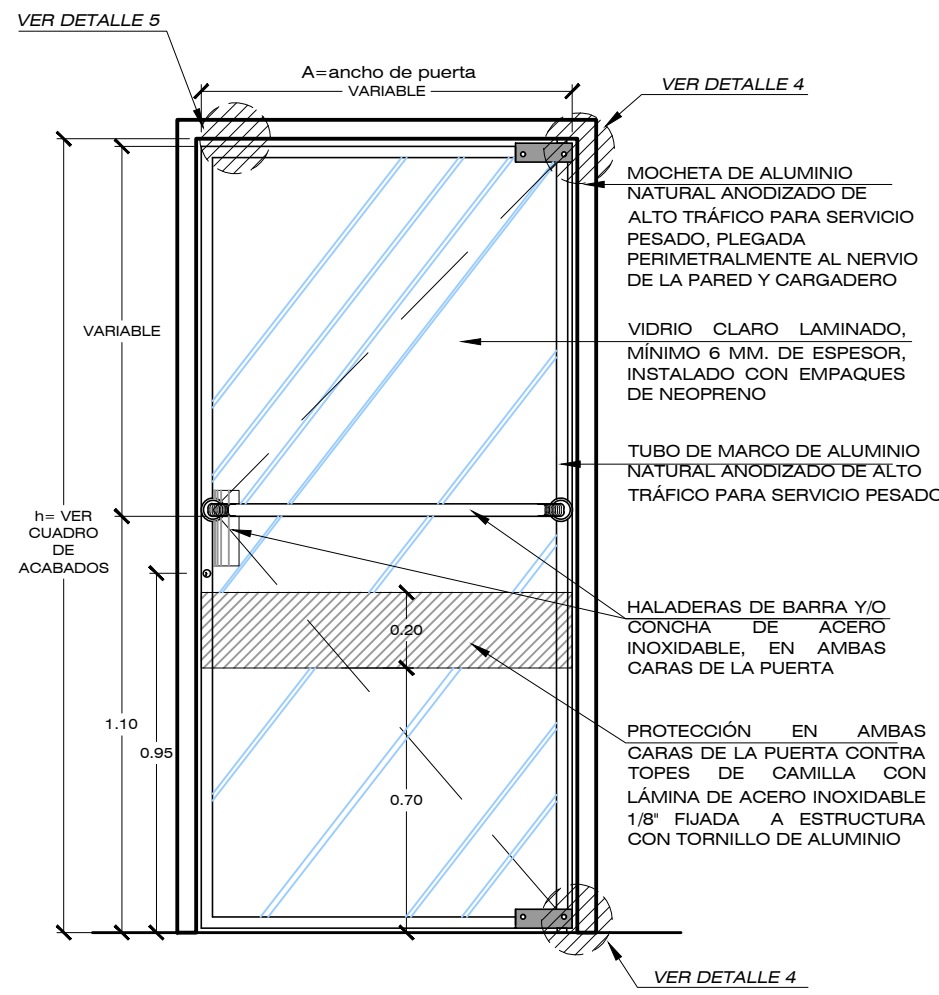 VER DETALLE 5
A=ancho de puerta
VARIABLE
VER DETALLE 4
MOCHETA DE ALUMINIO
NATURAL ANODIZADO DE
ALTO TRÁFICO PARA SERVICIO
PESADO, PLEGADA
PERIMETRALMENTE AL NERVIO
DE LA PARED Y CARGADERO
VARIABLE
VIDRIO CLARO LAMINADO,
MÍNIMO 6 MM. DE ESPESOR,
INSTALADO CON EMPAQUES
DE NEOPRENO
TUBO DE MARCO DE ALUMINIO
NATURAL ANODIZADO DE ALTO
TRÁFICO PARA SERVICIO PESADO
h= VER
CUADRO
DE
ACABADOS
HALADERAS DE BARRA Y/O
CONCHA DE ACERO
INOXIDABLE, EN AMBAS
CARAS DE LA PUERTA
0.20
1.10
0.95
0.70
PROTECCIÓN EN AMBAS
CARAS DE LA PUERTA CONTRA
TOPES DE CAMILLA CON
LÁMINA DE ACERO INOXIDABLE
1/8" FIJADA A ESTRUCTURA
CON TORNILLO DE ALUMINIO
VER DETALLE 4